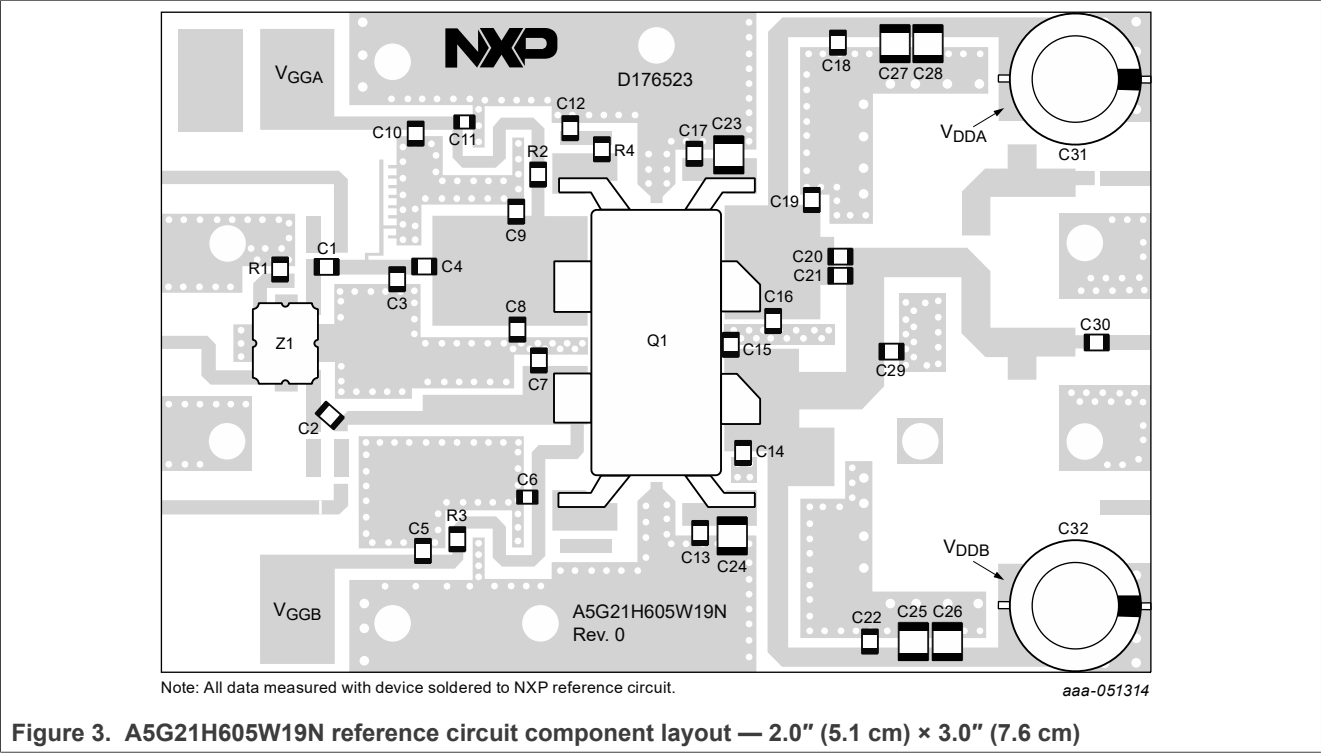 NXP
D176523
VGGA
C18
C27 C28
C12
C10
C11
R2
R4
C17 C23
VDDA
C31
C9
C19
R1
C1
C4
C3
C20
C21
C8
C16
Z1
Q1
C15
C30
C7
C29
C2
C14
C6
C5
R3
C13
C24
VDDB
C32
VGGB
A5G21H605W19N
Rev. 0
C22
C25 C26
Note: All data measured with device soldered to NXP reference circuit.
aaa-051314
Figure 3. A5G21H605W19N reference circuit component layout — 2.0″ (5.1 cm) × 3.0″ (7.6 cm)